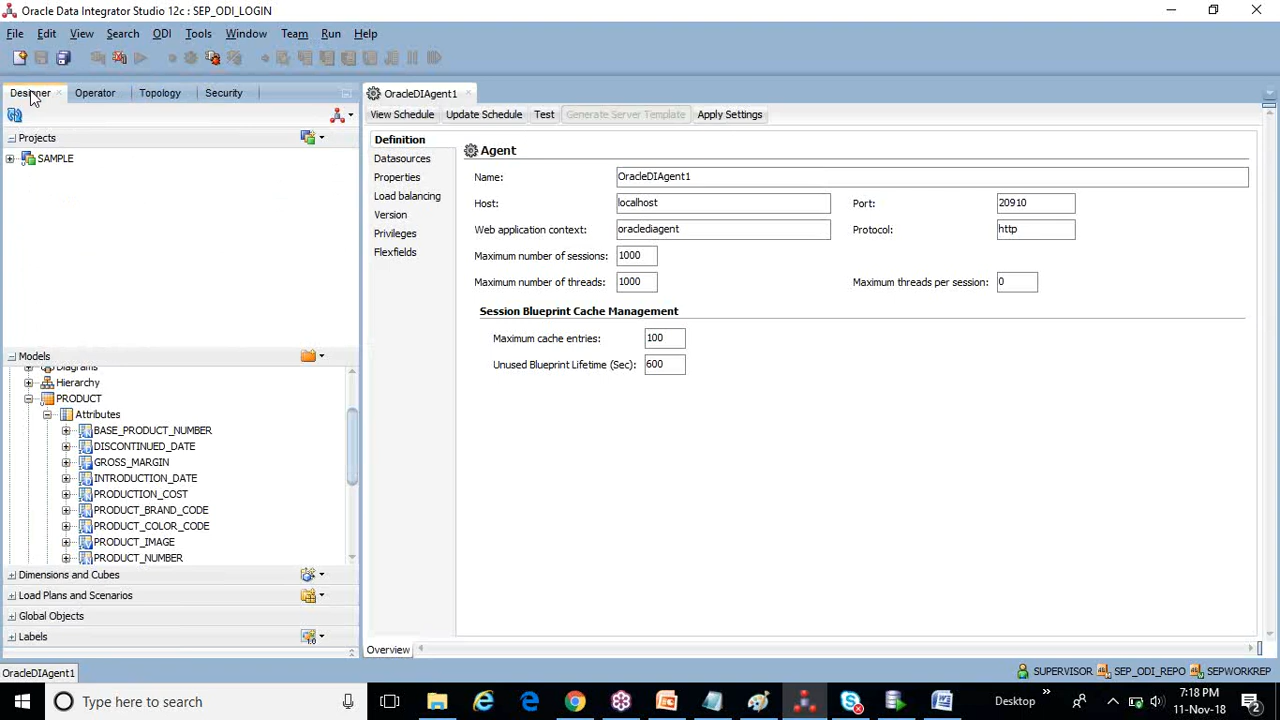 Oracle Data Integrator Studio 12c : SEP_ODI_LOGIN
File Edit View Search ODI Tools Window Team Run Help
Designer Operator Topology Security
OracleDIAgent1
View Schedule Update Schedule Test Generate Server Template Apply Settings
Projects
SAMPLE
Models
Diagrams
Hierarchy
PRODUCT
Attributes
BASE_PRODUCT_NUMBER
DISCONTINUED_DATE
GROSS_MARGIN
INTRODUCTION_DATE
PRODUCTION_COST
PRODUCT_BRAND_CODE
PRODUCT_COLOR_CODE
PRODUCT_IMAGE
PRODUCT_NUMBER
Dimensions and Cubes
Load Plans and Scenarios
Global Objects
Labels
Definition
Datasources
Properties
Load balancing
Version
Privileges
Flexfields
Agent
Name: OracleDIAgent1
Host: localhost Port: 20910
Web application context: oraclediagent Protocol: http
Maximum number of sessions: 1000
Maximum number of threads: 1000 Maximum threads per session: 0
Session Blueprint Cache Management
Maximum cache entries: 100
Unused Blueprint Lifetime (Sec): 600
Overview
OracleDIAgent1 SUPERVISOR SEP_ODI_REPO SEPWORKREP
Type here to search Desktop 7:18 PM
11-Nov-18 2